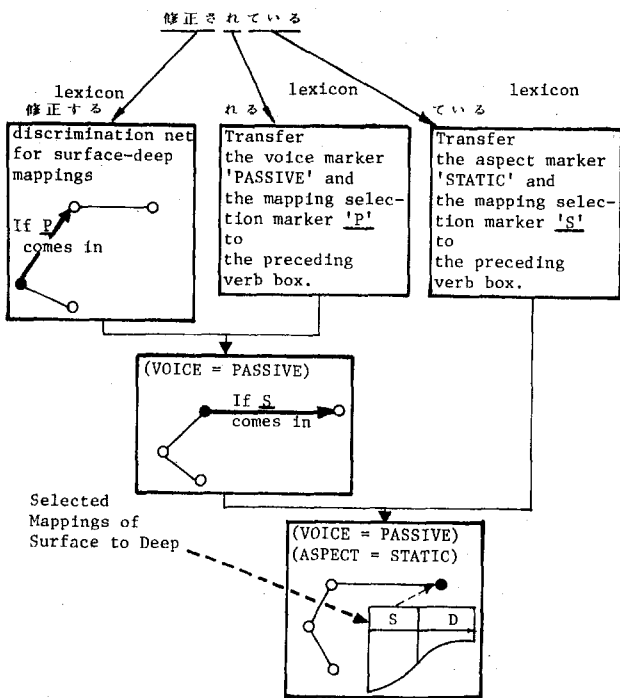 修正されている
lexicon
lexicon
lexicon
修正する
れる
ている
discrimination net
for surface-deep
mappings
If P
comes in
Transfer
the voice marker
'PASSIVE' and
the mapping selec-
tion marker 'P'
to
the preceding
verb box.
Transfer
the aspect marker
'STATIC' and
the mapping selec-
tion marker 'S'
to
the preceding
verb box.
(VOICE = PASSIVE)
If S
comes in
Selected
Mappings of
Surface to Deep
(VOICE = PASSIVE)
(ASPECT = STATIC)
S D